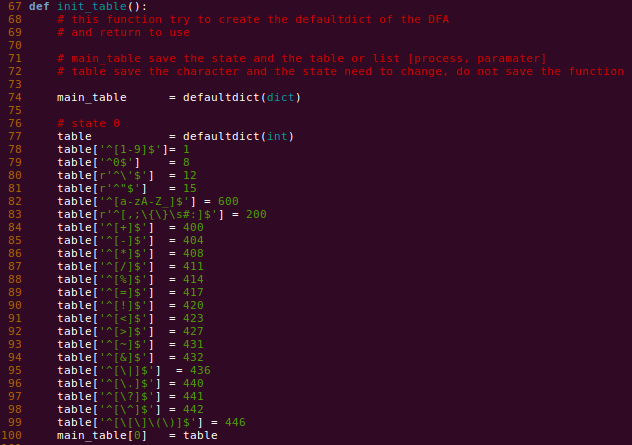 67 def init_table():
68     # this function try to create the defaultdict of the DFA
69     # and return to use
70
71     # main_table save the state and the table or list [process, paramater]
72     # table save the character and the state need to change, do not save the function
73
74     main_table      = defaultdict(dict)
75
76     # state 0
77     table           = defaultdict(int)
78     table['^[1-9]$']= 1
79     table['^0$']    = 8
80     table[r'^\'$']  = 12
81     table[r'^"$']   = 15
82     table['^[a-zA-Z_]$'] = 600
83     table[r'^[,;\{\}\s#:]$'] = 200
84     table['^[+]$']  = 400
85     table['^[-]$']  = 404
86     table['^[*]$']  = 408
87     table['^[/]$']  = 411
88     table['^[%]$']  = 414
89     table['^[=]$']  = 417
90     table['^[!]$']  = 420
91     table['^[<]$']  = 423
92     table['^[>]$']  = 427
93     table['^[~]$']  = 431
94     table['^[&]$']  = 432
95     table['^[\|]$']  = 436
96     table['^[\.]$'] = 440
97     table['^[\?]$'] = 441
98     table['^[\^]$'] = 442
99     table['^[\[\]\(\)]$'] = 446
100     main_table[0]   = table